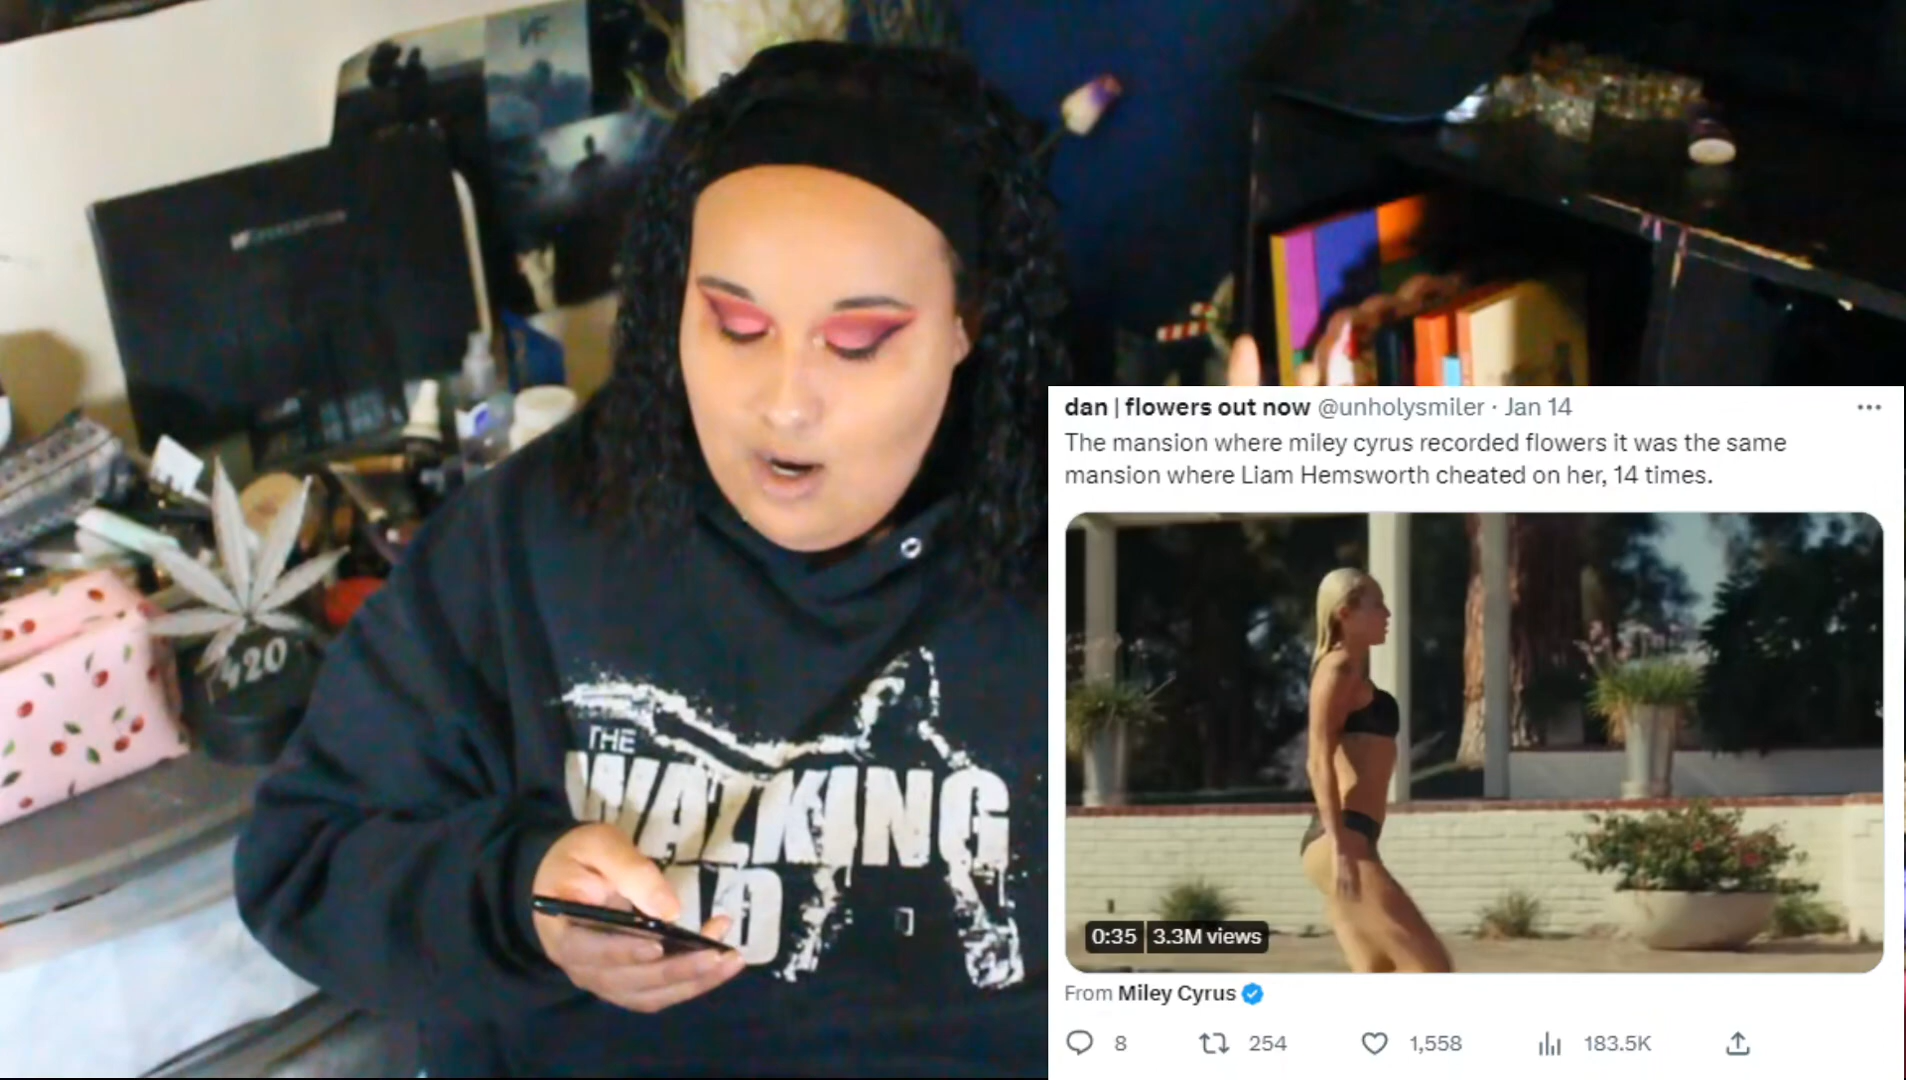 NF
420
THE
WALKING
dan | flowers out now @unholysmiler · Jan 14
The mansion where miley cyrus recorded flowers it was the same
mansion where Liam Hemsworth cheated on her, 14 times.
0:35 3.3M views
From Miley Cyrus
8 254 1,558 183.5K